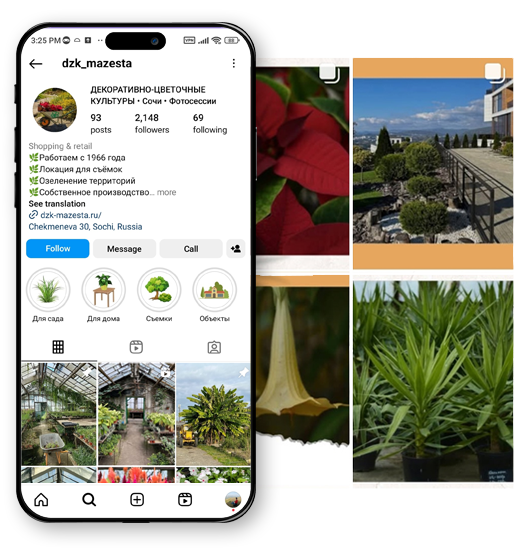 3:25 PM
VPN
88
dzk_mazesta
ДЕКОРАТИВНО-ЦВЕТОЧНЫЕ
КУЛЬТУРЫ • Сочи • Фотосессии
93 2,148 69
posts followers following
Shopping & retail
🌿Работаем с 1966 года
🌿Локация для съёмок
🌿Озеленение территорий
🌿Собственное производство... more
See translation
dzk-mazesta.ru/
Chekmeneva 30, Sochi, Russia
Follow Message Call
Для сада Для дома Съемки Объекты